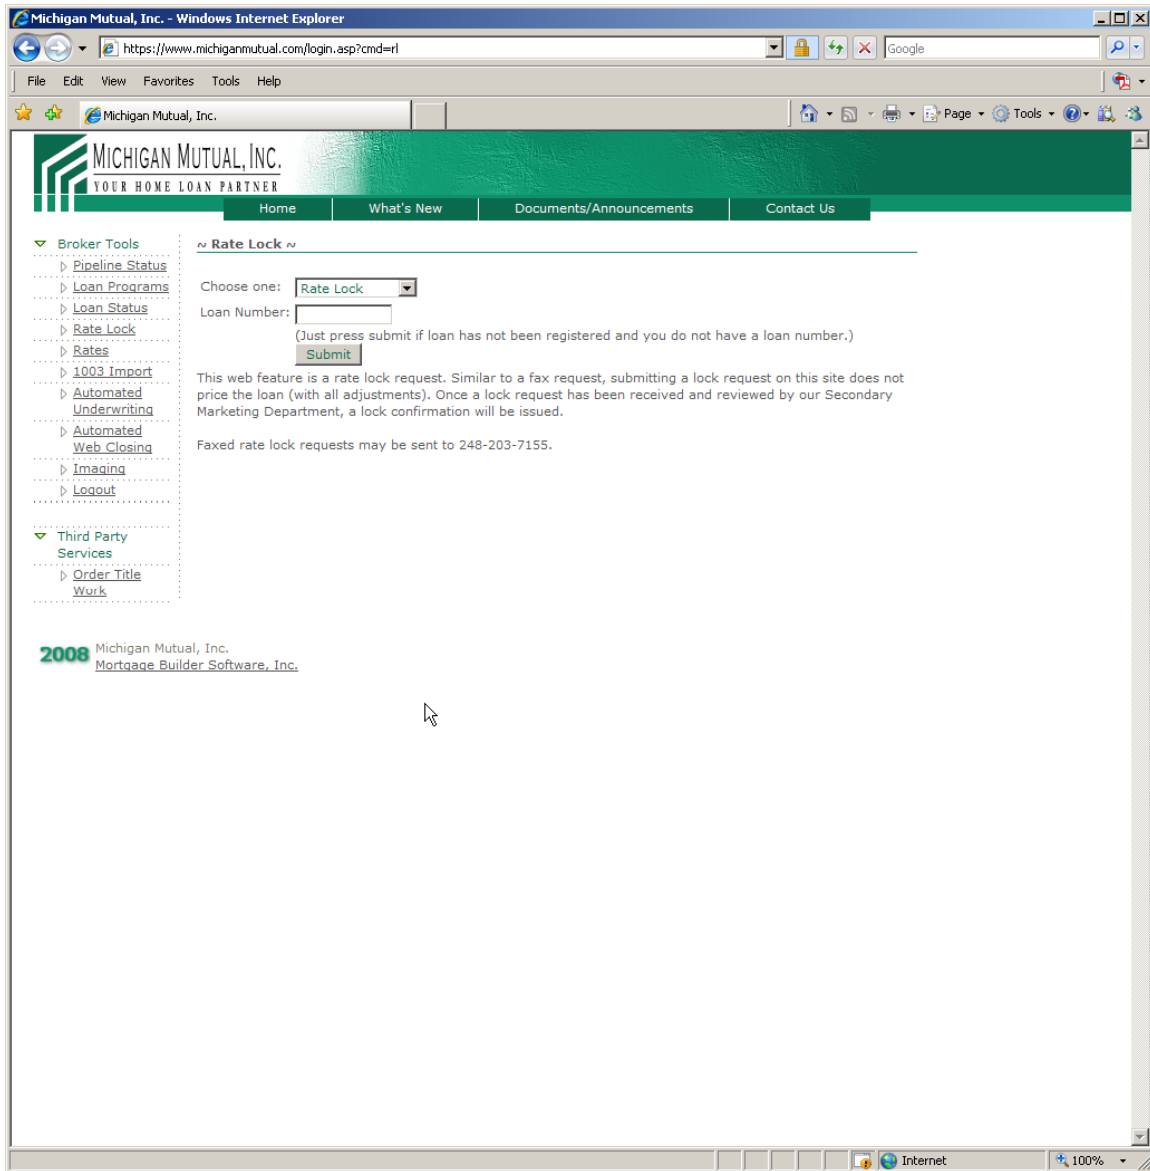 Michigan Mutual, Inc. - Windows Internet Explorer
https://www.michiganmutual.com/login.asp?cmd=rl
Google
File Edit View Favorites Tools Help
Michigan Mutual, Inc.
Page Tools
MICHIGAN MUTUAL, INC.
YOUR HOME LOAN PARTNER
Home What's New Documents/Announcements Contact Us
Broker Tools
Pipeline Status
Loan Programs
Loan Status
Rate Lock
Rates
1003 Import
Automated
Underwriting
Automated
Web Closing
Imaging
Logout
Third Party
Services
Order Title
Work
~ Rate Lock ~
Choose one: Rate Lock
Loan Number:
(Just press submit if loan has not been registered and you do not have a loan number.)
Submit
This web feature is a rate lock request. Similar to a fax request, submitting a lock request on this site does not
price the loan (with all adjustments). Once a lock request has been received and reviewed by our Secondary
Marketing Department, a lock confirmation will be issued.
Faxed rate lock requests may be sent to 248-203-7155.
2008 Michigan Mutual, Inc.
Mortgage Builder Software, Inc.
Internet 100%